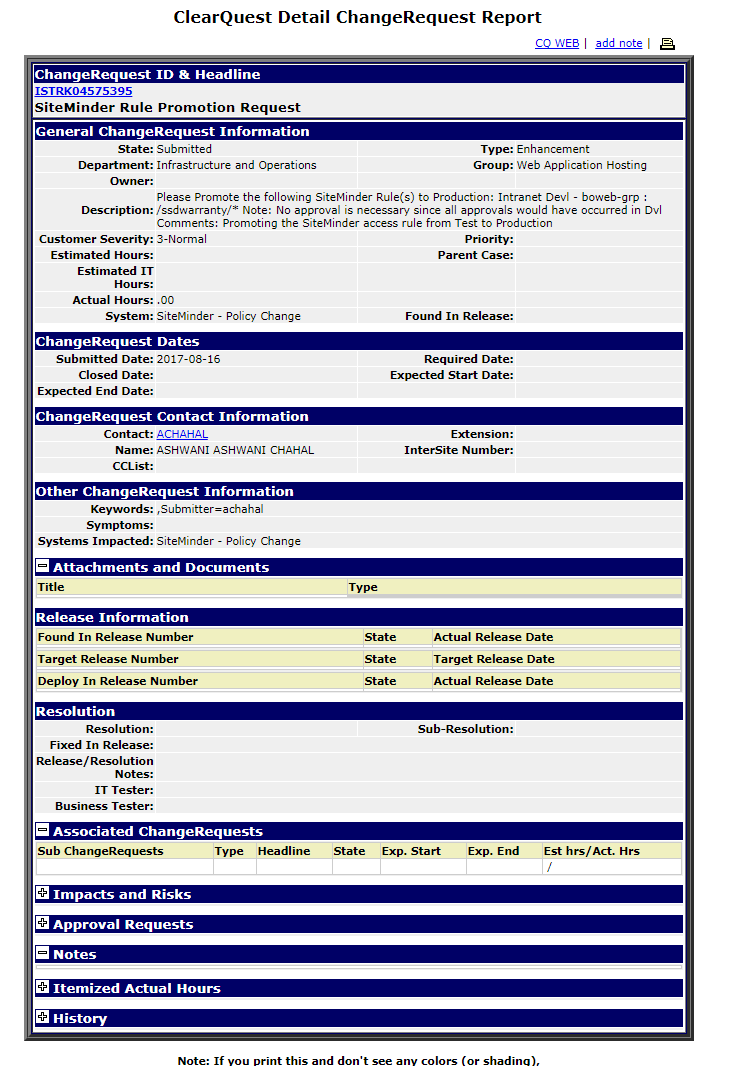 ClearQuest Detail ChangeRequest Report
CQ WEB | add note |
ChangeRequest ID & Headline
ISTRK04575395
SiteMinder Rule Promotion Request
General ChangeRequest Information
State: Submitted Type: Enhancement
Department: Infrastructure and Operations Group: Web Application Hosting
Owner:
Description: Please Promote the following SiteMinder Rule(s) to Production: Intranet Devl - boweb-grp :
/ssdwarranty/* Note: No approval is necessary since all approvals would have occurred in Dvl
Comments: Promoting the SiteMinder access rule from Test to Production
Customer Severity: 3-Normal Priority:
Estimated Hours: Parent Case:
Estimated IT
Hours:
Actual Hours: .00
System: SiteMinder - Policy Change Found In Release:
ChangeRequest Dates
Submitted Date: 2017-08-16 Required Date:
Closed Date: Expected Start Date:
Expected End Date:
ChangeRequest Contact Information
Contact: ACHAHAL Extension:
Name: ASHWANI ASHWANI CHAHAL InterSite Number:
CCList:
Other ChangeRequest Information
Keywords: ,Submitter=achahal
Symptoms:
Systems Impacted: SiteMinder - Policy Change
Attachments and Documents
Title Type
Release Information
Found In Release Number State Actual Release Date
Target Release Number State Target Release Date
Deploy In Release Number State Actual Release Date
Resolution
Resolution: Sub-Resolution:
Fixed In Release:
Release/Resolution
Notes:
IT Tester:
Business Tester:
Associated ChangeRequests
Sub ChangeRequests Type Headline State Exp. Start Exp. End Est hrs/Act. Hrs
/
Impacts and Risks
Approval Requests
Notes
Itemized Actual Hours
History
Note: If you print this and don't see any colors (or shading),